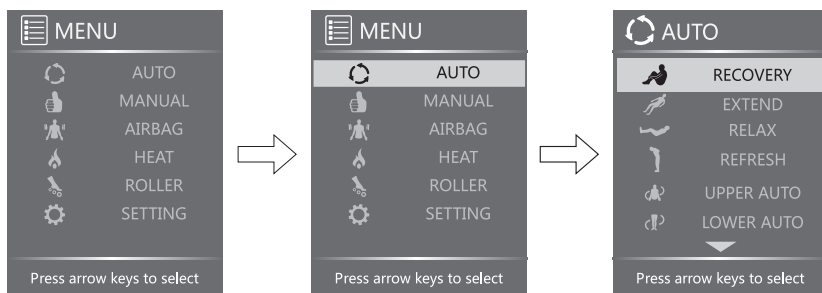 MENU
AUTO
MANUAL
AIRBAG
HEAT
ROLLER
SETTING
Press arrow keys to select
MENU
AUTO
MANUAL
AIRBAG
HEAT
ROLLER
SETTING
Press arrow keys to select
AUTO
RECOVERY
EXTEND
RELAX
REFRESH
UPPER AUTO
LOWER AUTO
Press arrow keys to select